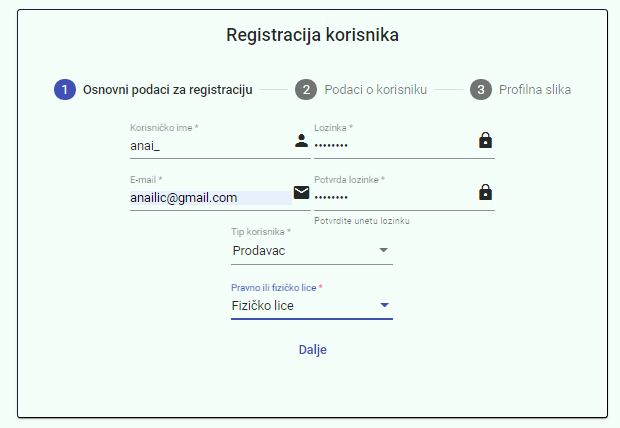 Registracija korisnika
1 Osnovni podaci za registraciju 2 Podaci o korisniku 3 Profilna slika
Korisničko ime * Lozinka *
anai_ ••••••••
E-mail * Potvrda lozinke *
anailic@gmail.com ••••••••
Potvrdite unetu lozinku
Tip korisnika *
Prodavac
Pravno ili fizičko lice *
Fizičko lice
Dalje